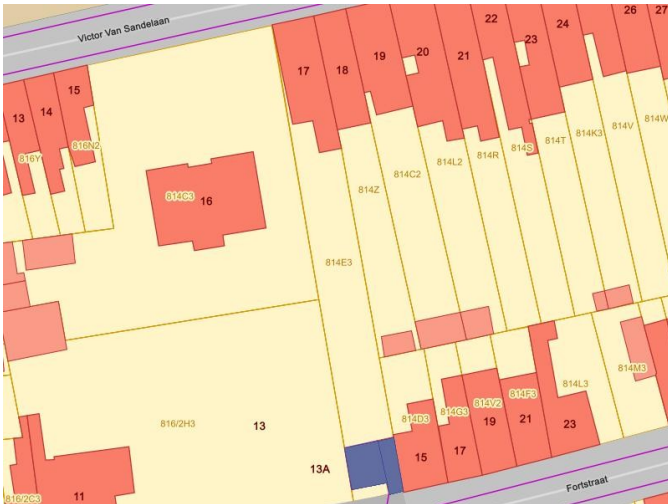 Victor Van Sandelaan
17
18
19
20
21
22
23
24
26
27
13
14
15
816Y
816N2
814C3
16
814Z
814C2
814L2
814R
814S
814T
814K3
814V
814W
814E3
816/2H3
13
13A
11
816/2C3
814D3
814G3
814V2
814F3
814L3
814M3
15
17
19
21
23
Fortstraat